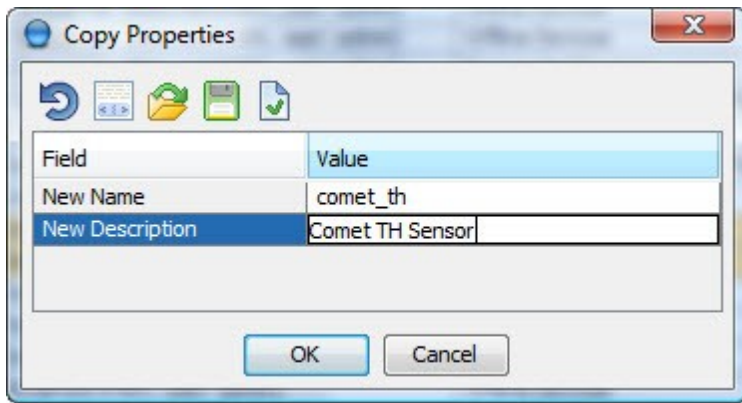 Copy Properties
Field Value
New Name comet_th
New Description Comet TH Sensor
OK Cancel